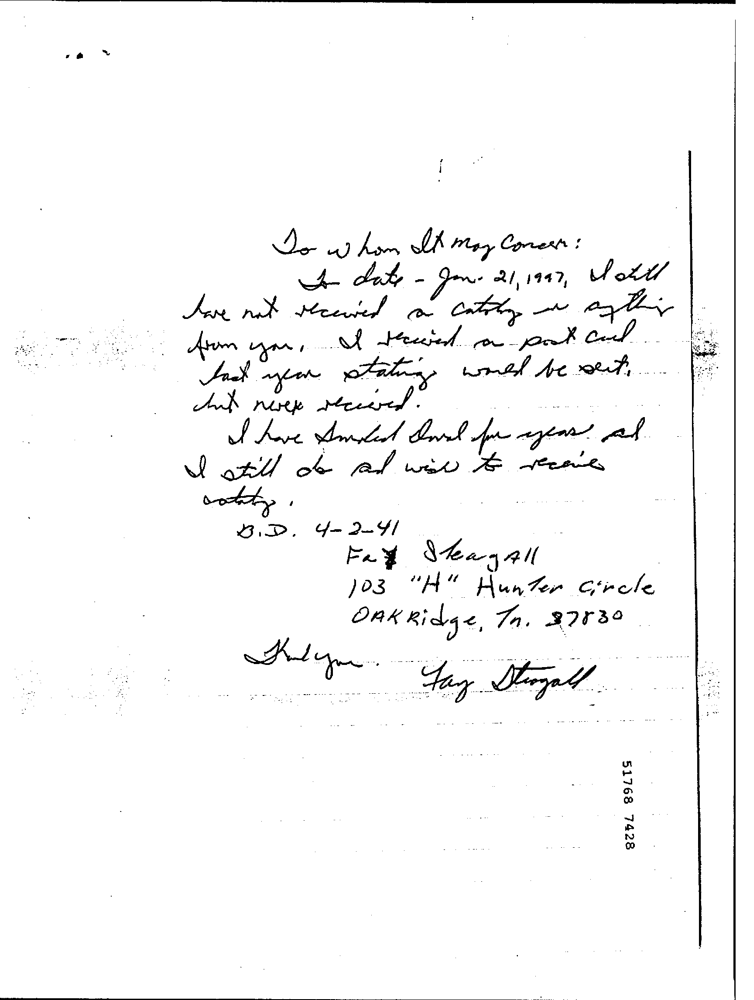 To whom It may Concern:
To date - Jan. 21, 1997, I still
have not received a catolog or anything
from you. I received a post card
last year stating would be sent,
but never received.
I have smoked Doral for years and
I still do and wish to receive
catolog.
B.D. 4-2-41
Fay SteagAll
103 "H" Hunter Circle
OAKRidge, Tn. 37830
Thank you.
Fay Steagall
51768 7428